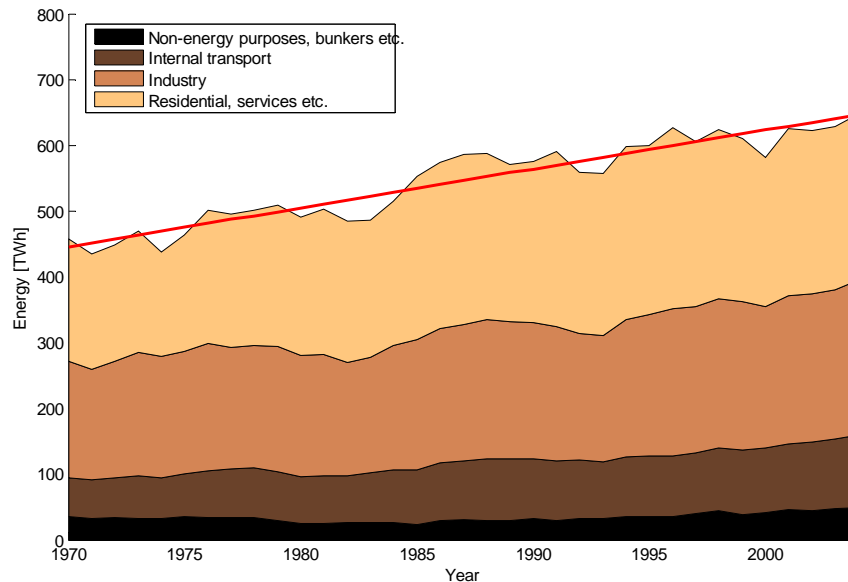 800
700
600
500
400
300
200
100
0
Energy [TWh]
Non-energy purposes, bunkers etc.
Internal transport
Industry
Residential, services etc.
1970 1975 1980 1985 1990 1995 2000
Year